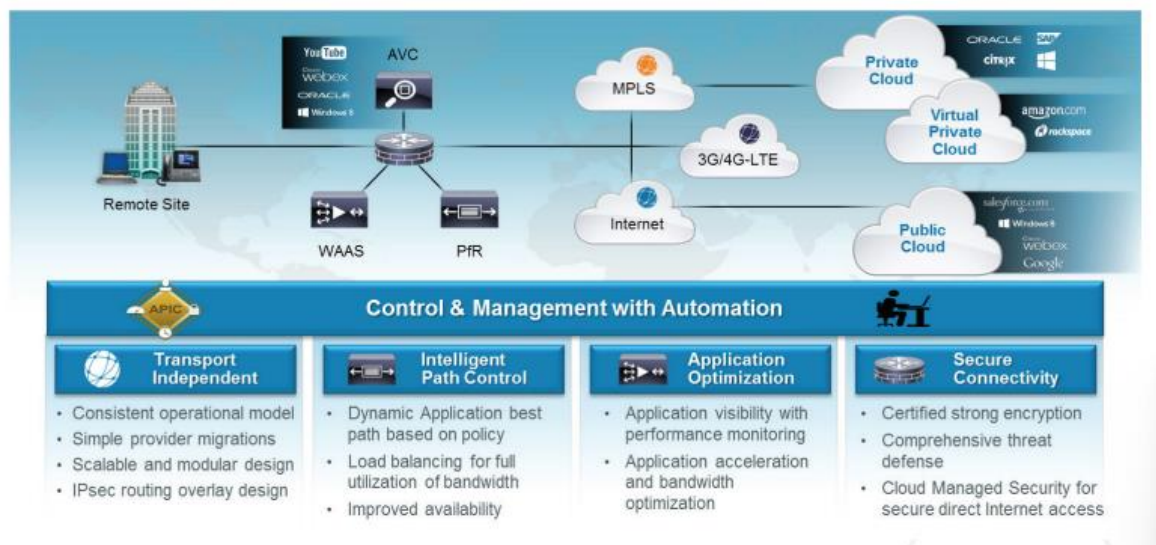 YouTube
AVC
Cisco
webex
ORACLE
Windows 8
Remote Site
WAAS
PfR
MPLS
3G/4G-LTE
Internet
Private
Cloud
ORACLE SAP
CITRIX
Virtual
Private
Cloud
amazon.com
rackspace
Public
Cloud
salesforce.com
Windows 8
Cisco
webex
Google
APIC
Control & Management with Automation
Transport
Independent
• Consistent operational model
• Simple provider migrations
• Scalable and modular design
• IPsec routing overlay design
Intelligent
Path Control
• Dynamic Application best
path based on policy
• Load balancing for full
utilization of bandwidth
• Improved availability
Application
Optimization
• Application visibility with
performance monitoring
• Application acceleration
and bandwidth
optimization
Secure
Connectivity
• Certified strong encryption
• Comprehensive threat
defense
• Cloud Managed Security for
secure direct Internet access